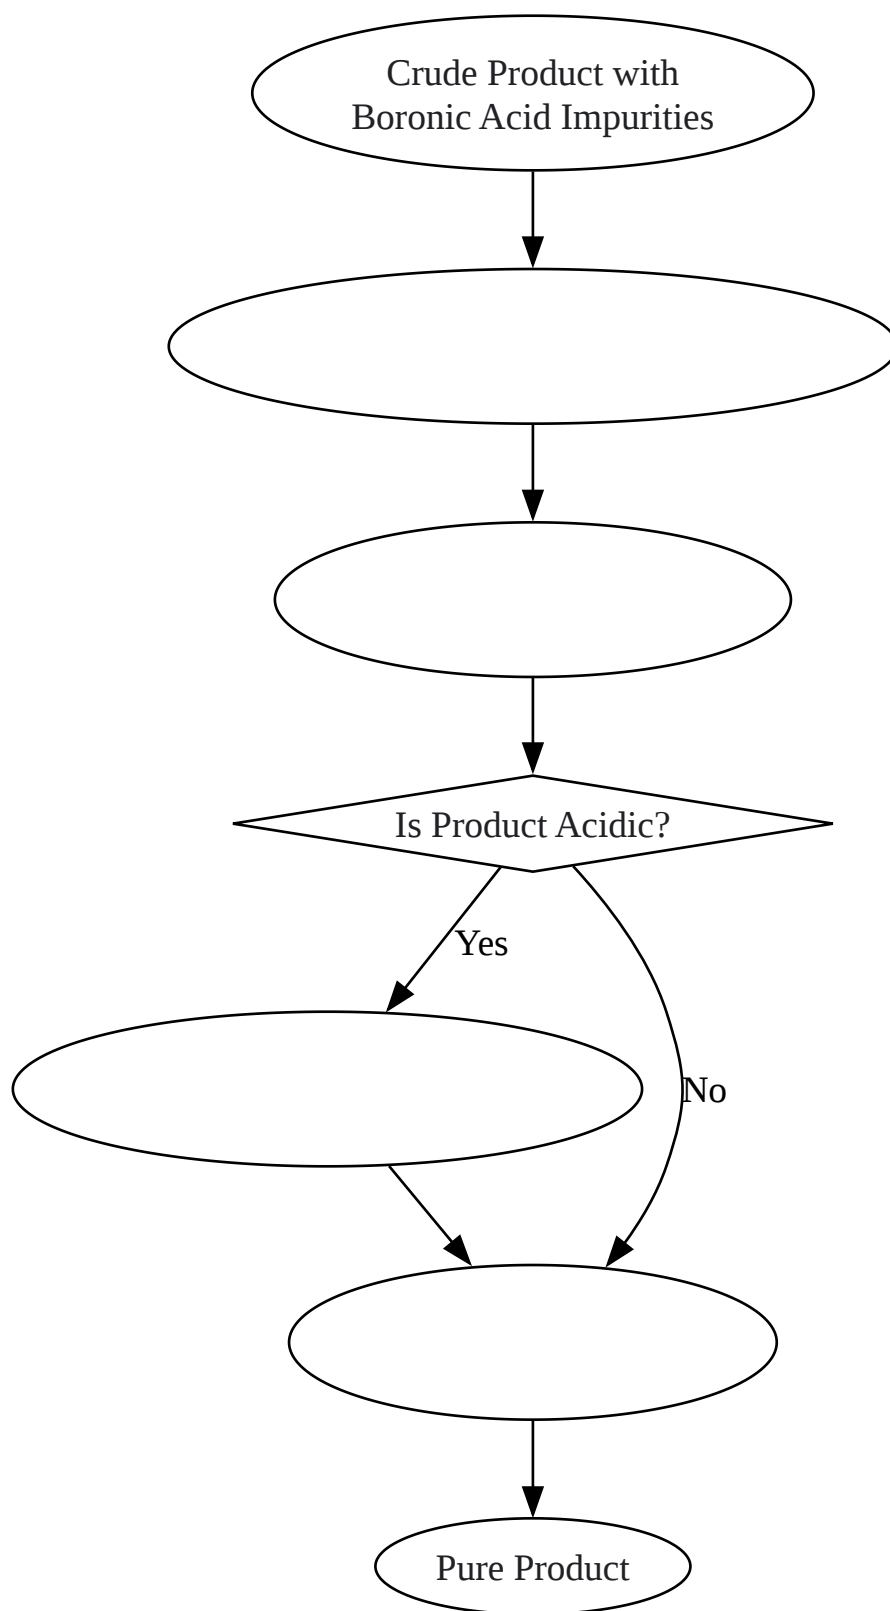 Crude Product with
Boronic Acid Impurities
Is Product Acidic?
Yes
No
Pure Product